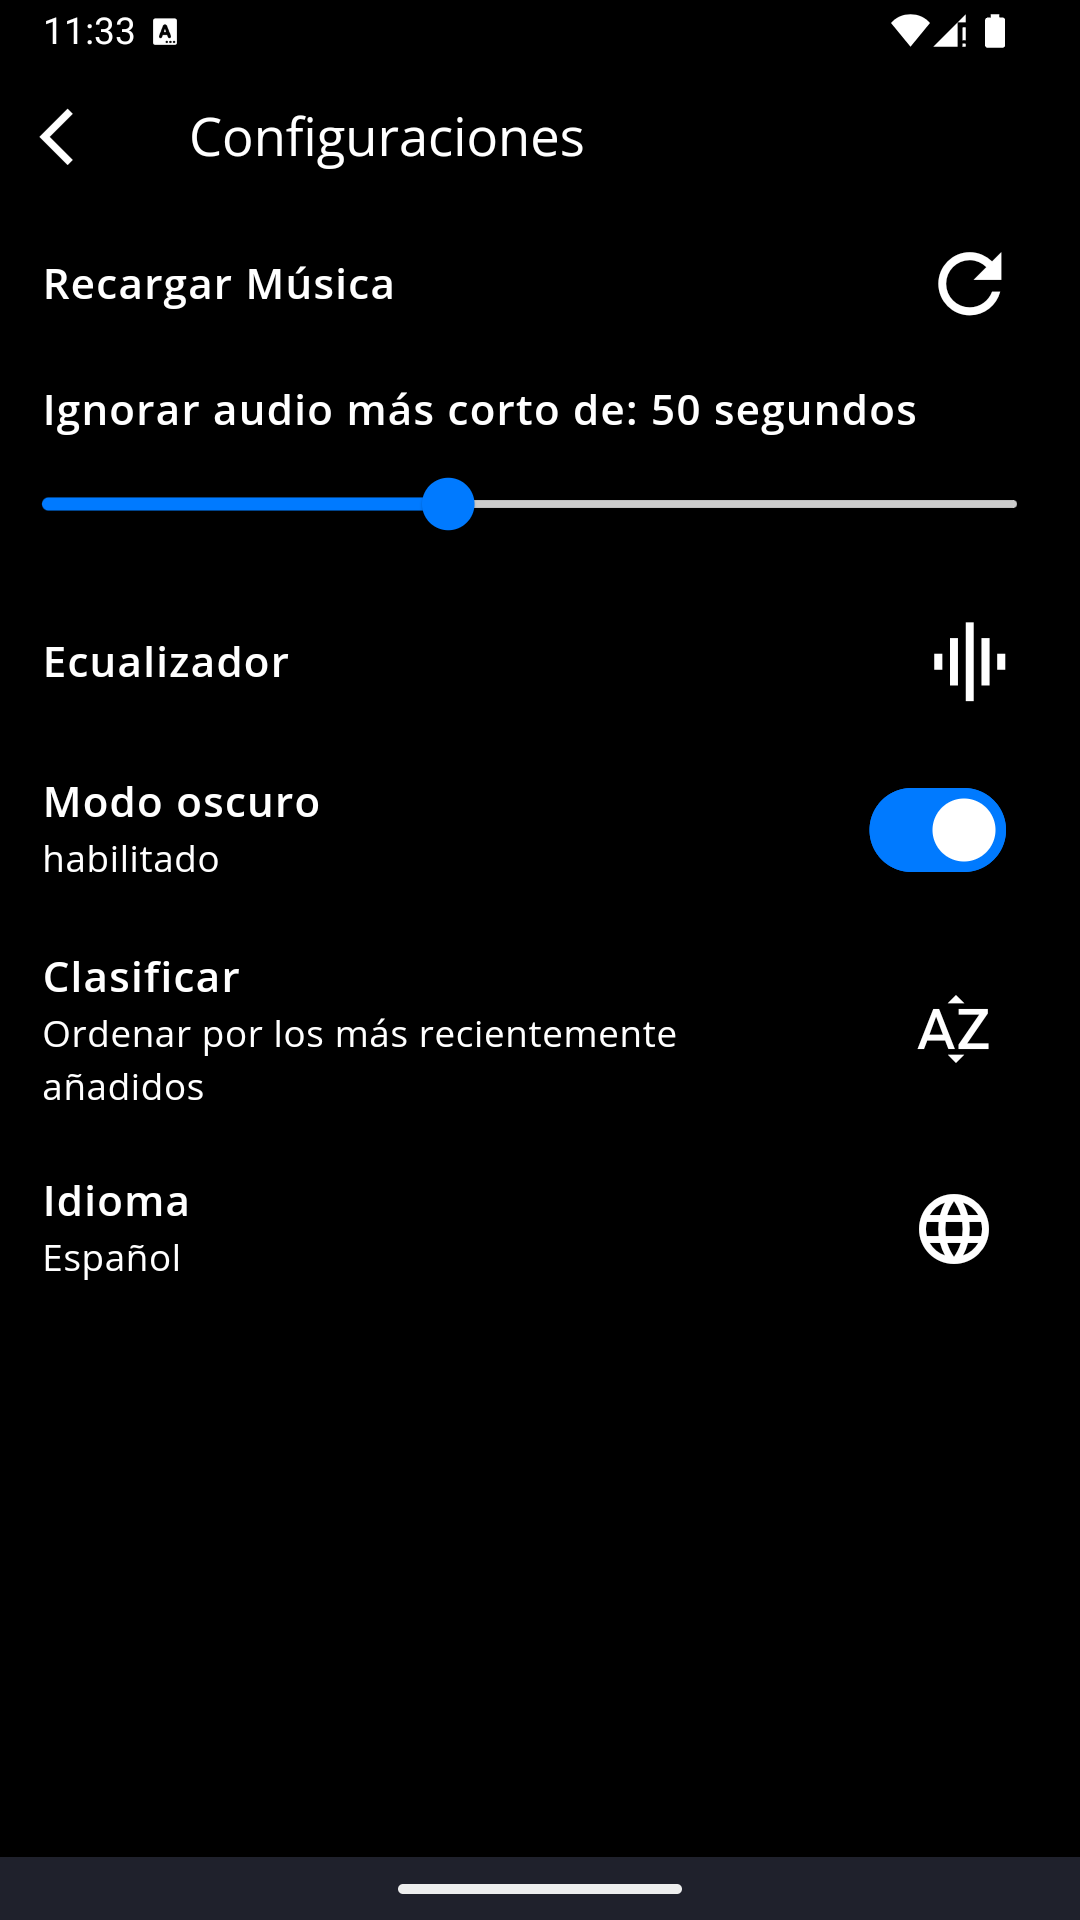 11:33
Configuraciones
Recargar Música
Ignorar audio más corto de: 50 segundos
Ecualizador
Modo oscuro
habilitado
Clasificar
Ordenar por los más recientemente
añadidos
AZ
Idioma
Español